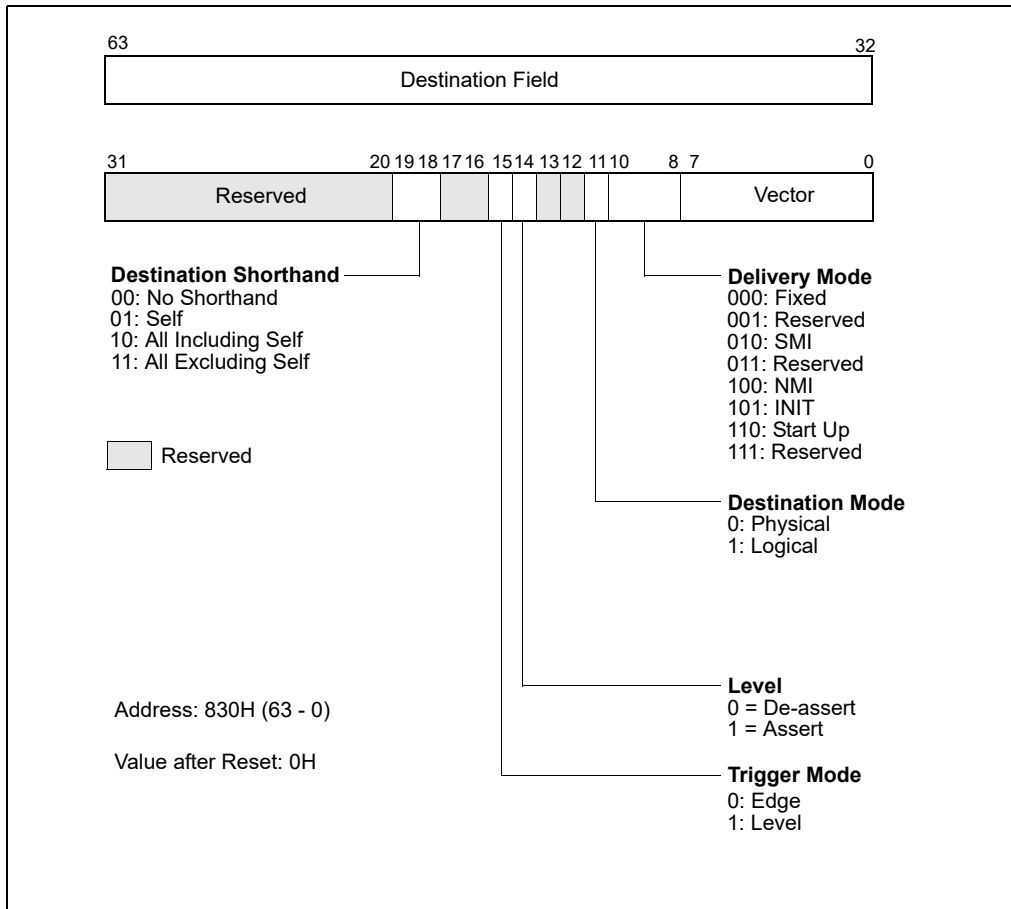 63 32
Destination Field
31 20 19 18 17 16 15 14 13 12 11 10 8 7 0
Reserved Vector
Destination Shorthand
00: No Shorthand
01: Self
10: All Including Self
11: All Excluding Self
Reserved
Delivery Mode
000: Fixed
001: Reserved
010: SMI
011: Reserved
100: NMI
101: INIT
110: Start Up
111: Reserved
Destination Mode
0: Physical
1: Logical
Level
0 = De-assert
1 = Assert
Address: 830H (63 - 0)
Value after Reset: 0H
Trigger Mode
0: Edge
1: Level